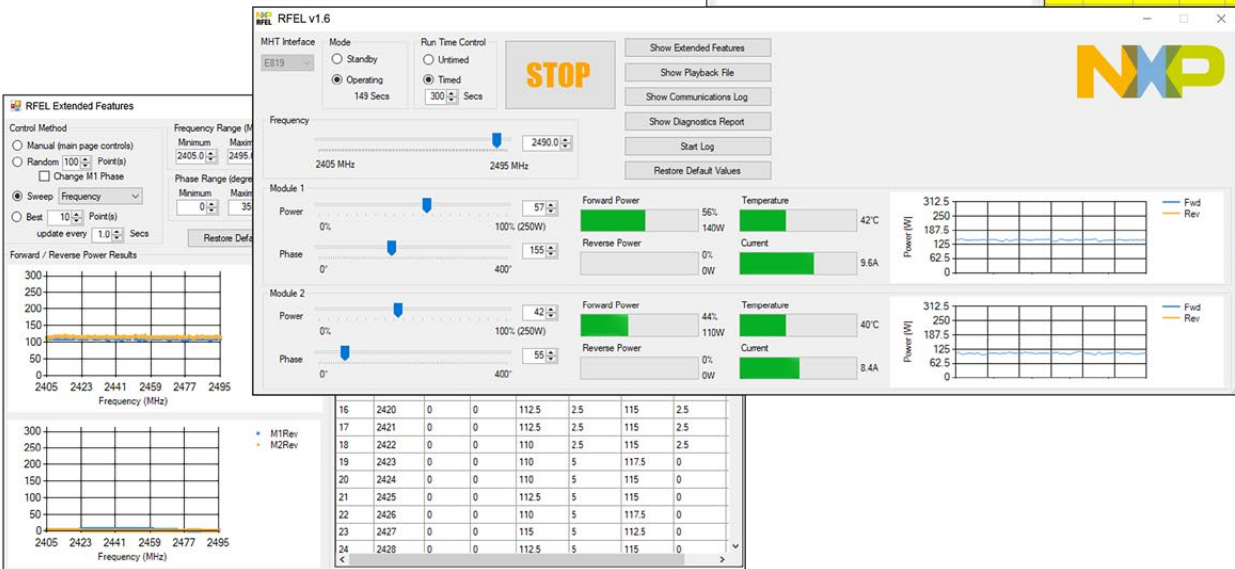 NXP RFEL RFEL v1.6
MHT Interface
E819
Mode
Standby
Operating
149 Secs
Run Time Control
Untimed
Timed
300 Secs
STOP
Show Extended Features
Show Playback File
Show Communications Log
Show Diagnostics Report
Start Log
Restore Default Values
NXP
Frequency
2490.0
2405 MHz 2495 MHz
Module 1
Power 57
0% 100% (250W)
Phase 155
0° 400°
Forward Power
56%
140W
Reverse Power
0%
0W
Temperature
42°C
Current
9.6A
Power (W)
312.5
250
187.5
125
62.5
0
Fwd
Rev
Module 2
Power 42
0% 100% (250W)
Phase 55
0° 400°
Forward Power
44%
110W
Reverse Power
0%
0W
Temperature
40°C
Current
8.4A
Power (W)
312.5
250
187.5
125
62.5
0
Fwd
Rev
RFEL Extended Features
Control Method
Manual (main page controls)
Random 100 Point(s)
Change M1 Phase
Sweep Frequency
Best 10 Point(s)
update every 1.0 Secs
Frequency Range (M
Minimum Maxim
2405.0 2495.
Phase Range (degre
Minimum Maxim
0 35
Restore Defa
Forward / Reverse Power Results
300
250
200
150
100
50
0
2405 2423 2441 2459 2477 2495
Frequency (MHz)
300
250
200
150
100
50
0
2405 2423 2441 2459 2477 2495
Frequency (MHz)
M1Rev
M2Rev
16 2420 0 0 112.5 2.5 115 2.5
17 2421 0 0 112.5 2.5 115 2.5
18 2422 0 0 110 2.5 115 2.5
19 2423 0 0 110 5 117.5 0
20 2424 0 0 110 5 115 0
21 2425 0 0 112.5 5 115 0
22 2426 0 0 110 5 117.5 0
23 2427 0 0 115 5 112.5 0
24 2428 0 0 112.5 5 115 0